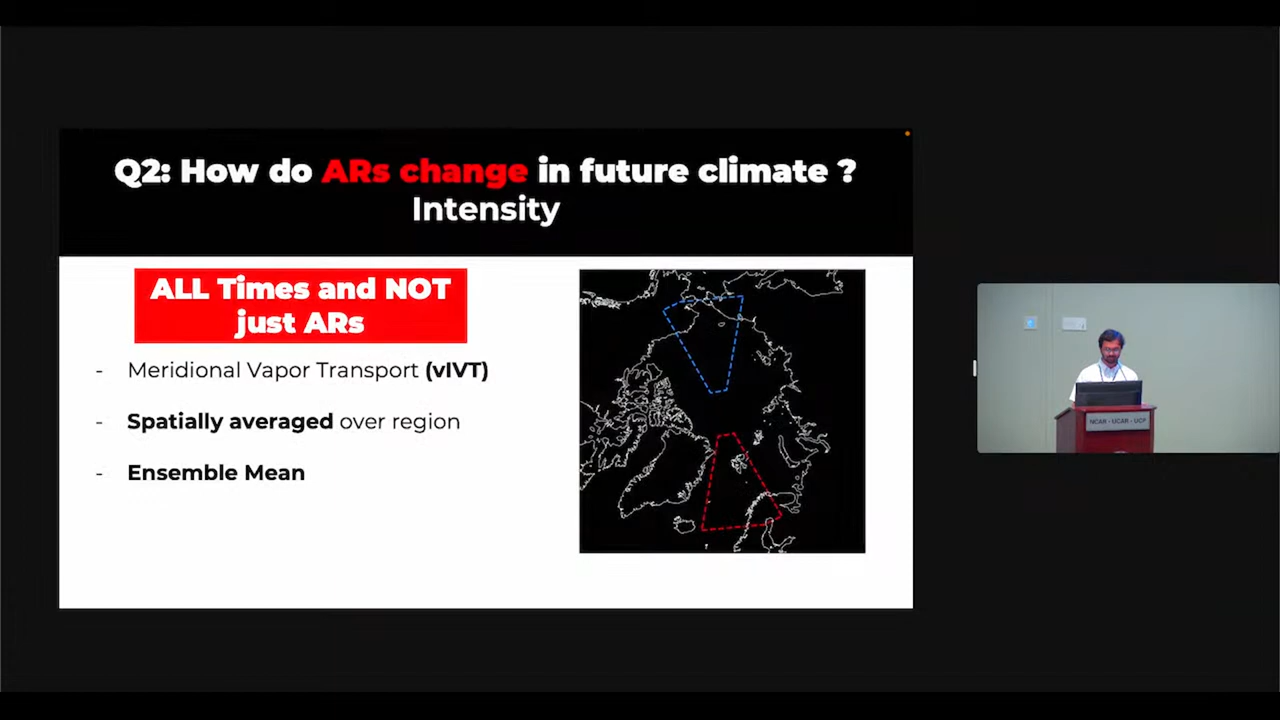 Q2: How do ARs change in future climate ?
Intensity
ALL Times and NOT
just ARs
- Meridional Vapor Transport (vIVT)
- Spatially averaged over region
- Ensemble Mean
NCAR - UCAR - UCP